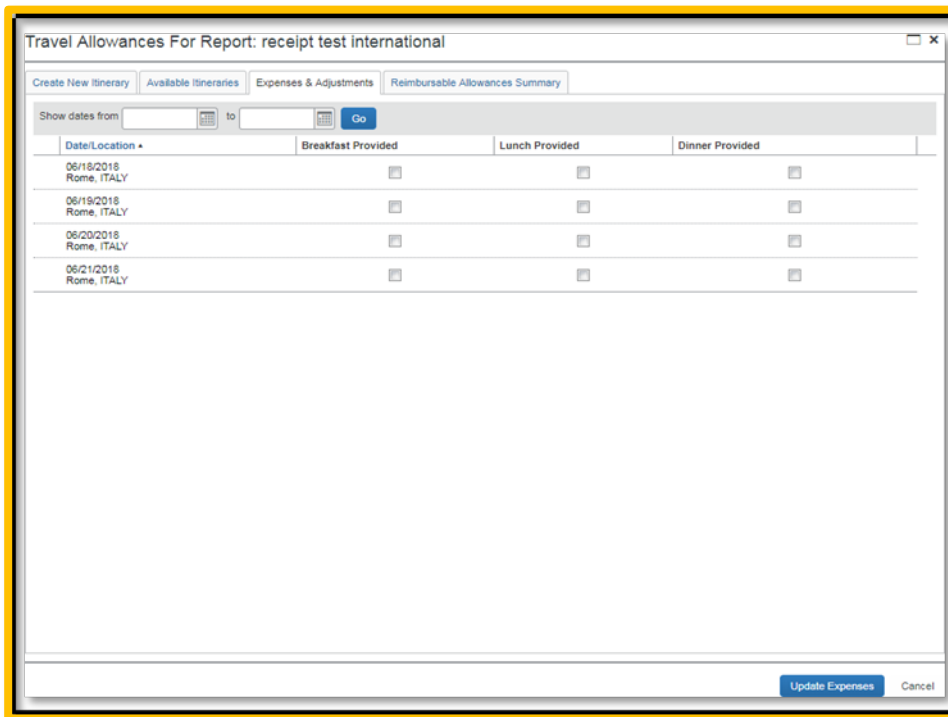 Travel Allowances For Report: receipt test international
Create New Itinerary Available Itineraries Expenses & Adjustments Reimbursable Allowances Summary
Show dates from to Go
Date/Location Breakfast Provided Lunch Provided Dinner Provided
06/18/2018
Rome, ITALY
06/19/2018
Rome, ITALY
06/20/2018
Rome, ITALY
06/21/2018
Rome, ITALY
Update Expenses Cancel